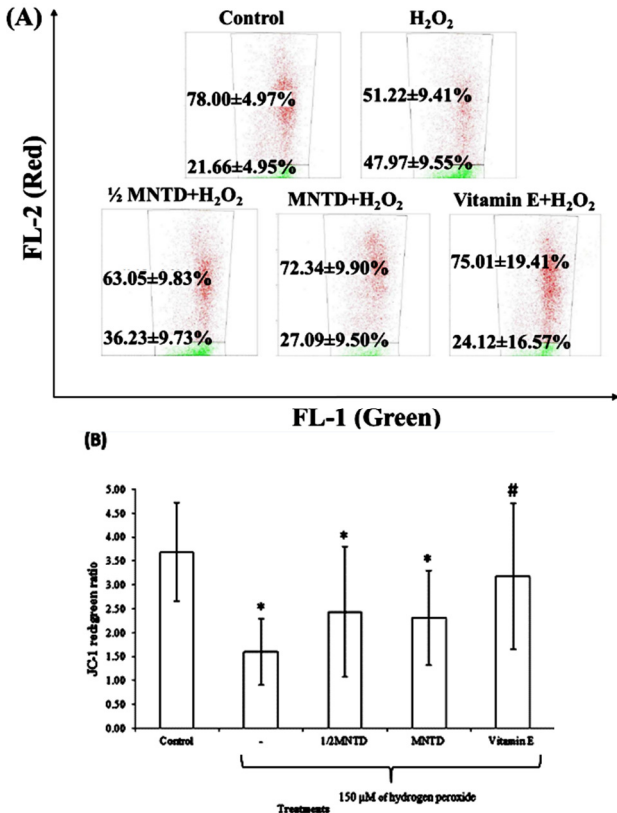 (A)
Control
H₂O₂
78.00±4.97%
51.22±9.41%
21.66±4.95%
47.97±9.55%
½ MNTD+H₂O₂
MNTD+H₂O₂
Vitamin E+H₂O₂
63.05±9.83%
72.34±9.90%
75.01±19.41%
36.23±9.73%
27.09±9.50%
24.12±16.57%
FL-2 (Red)
FL-1 (Green)
(B)
JC-1 red:green ratio
5.00
4.50
4.00
3.50
3.00
2.50
2.00
1.50
1.00
0.50
0.00
*
*
*
#
Control
-
1/2MNTD
MNTD
Vitamin E
150 µM of hydrogen peroxide
Treatments